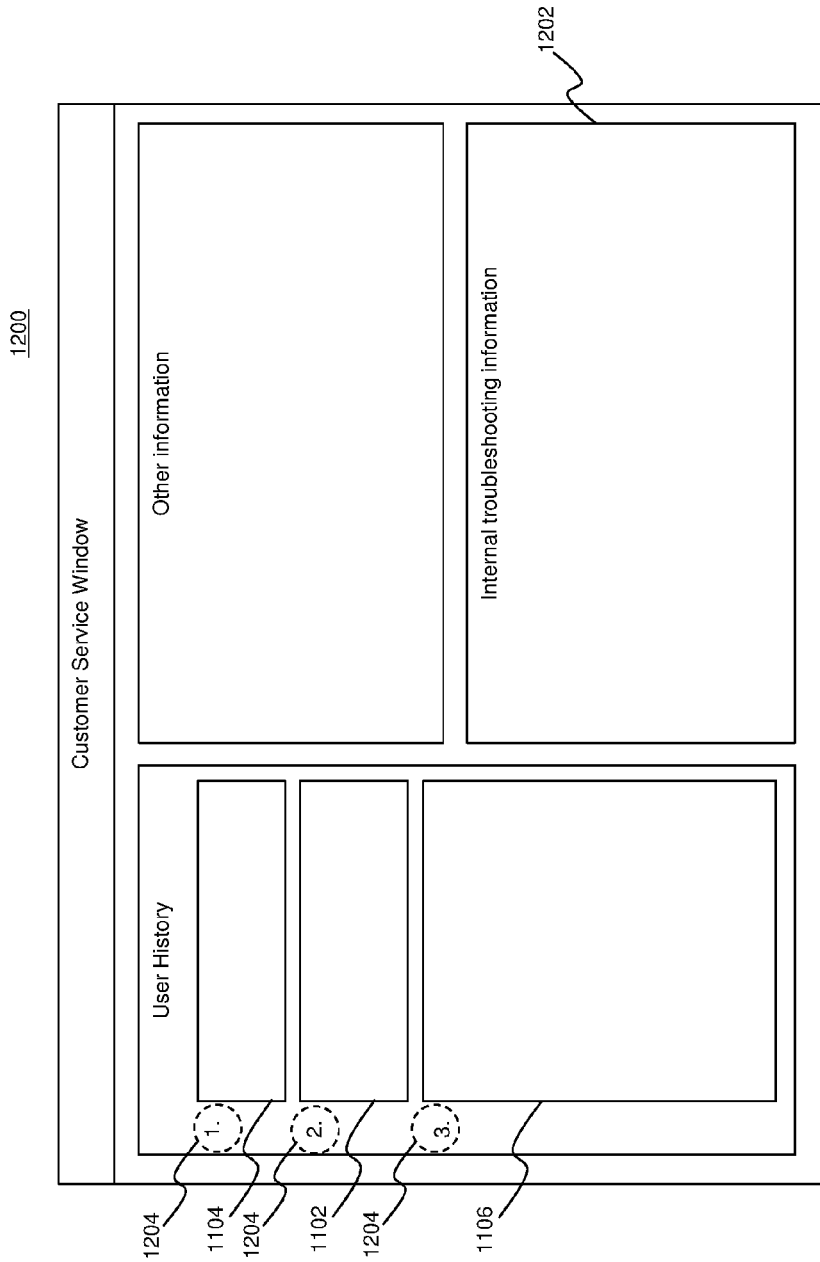 1200
Customer Service Window
User History
1204
1.
1104
1204
2.
1102
1204
3.
1106
Other information
Internal troubleshooting information
1202